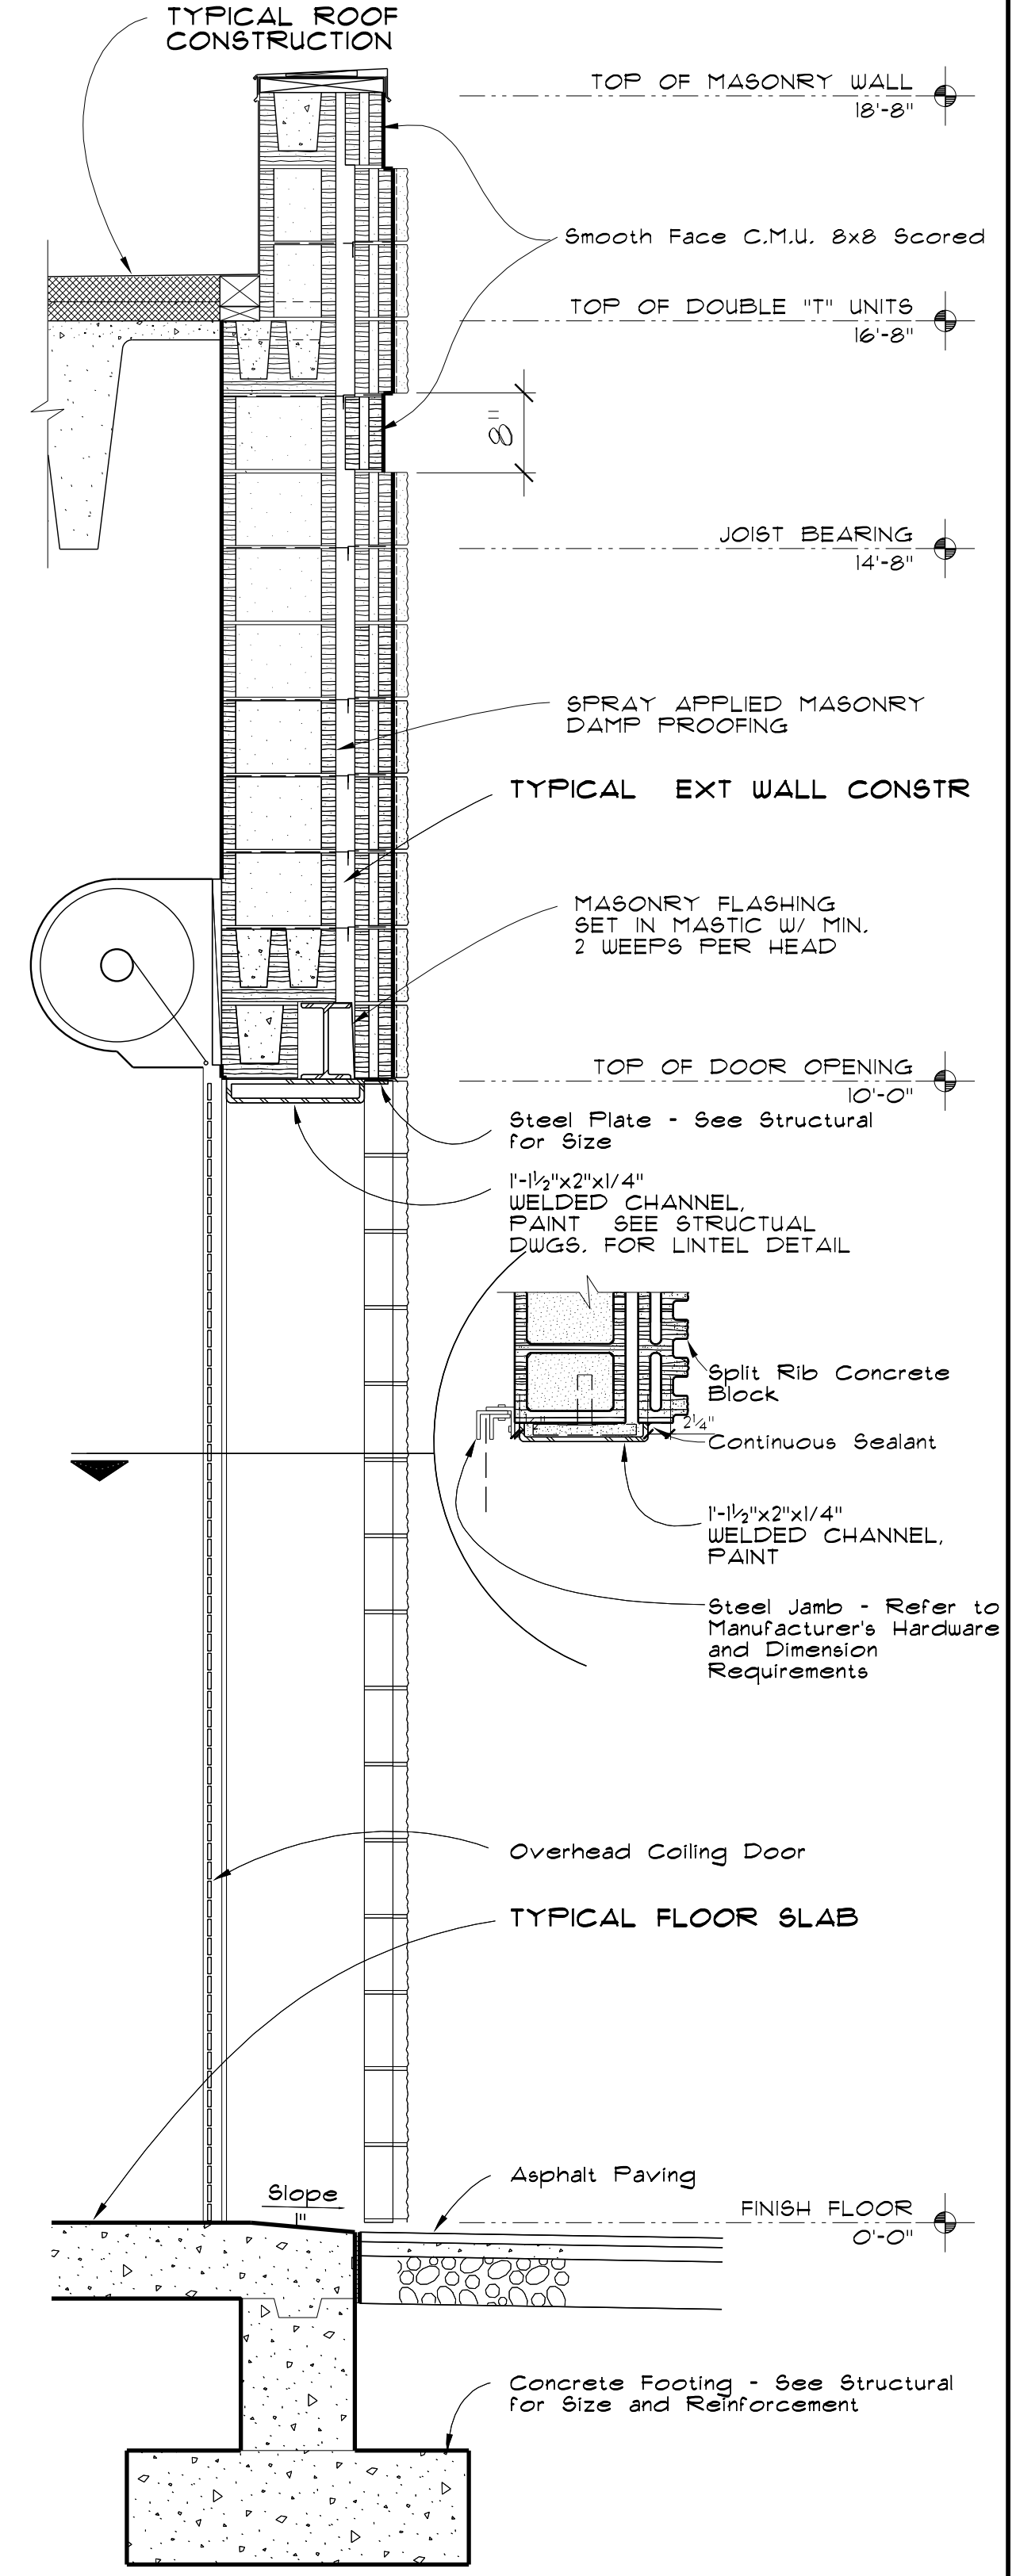 TYPICAL ROOF
CONSTRUCTION
TOP OF MASONRY WALL
18'-8"
Smooth Face C.M.U. 8x8 Scored
TOP OF DOUBLE "T" UNITS
16'-8"
8"
JOIST BEARING
14'-8"
SPRAY APPLIED MASONRY
DAMP PROOFING
TYPICAL EXT WALL CONSTR
MASONRY FLASHING
SET IN MASTIC W/ MIN.
2 WEEPS PER HEAD
TOP OF DOOR OPENING
10'-0"
Steel Plate - See Structural
for Size
1'-1½"x2"x1/4"
WELDED CHANNEL,
PAINT SEE STRUCTUAL
DWGS. FOR LINTEL DETAIL
Split Rib Concrete
Block
2¼"
Continuous Sealant
1'-1½"x2"x1/4"
WELDED CHANNEL,
PAINT
Steel Jamb - Refer to
Manufacturer's Hardware
and Dimension
Requirements
Overhead Coiling Door
TYPICAL FLOOR SLAB
Asphalt Paving
Slope
1"
FINISH FLOOR
0'-0"
Concrete Footing - See Structural
for Size and Reinforcement